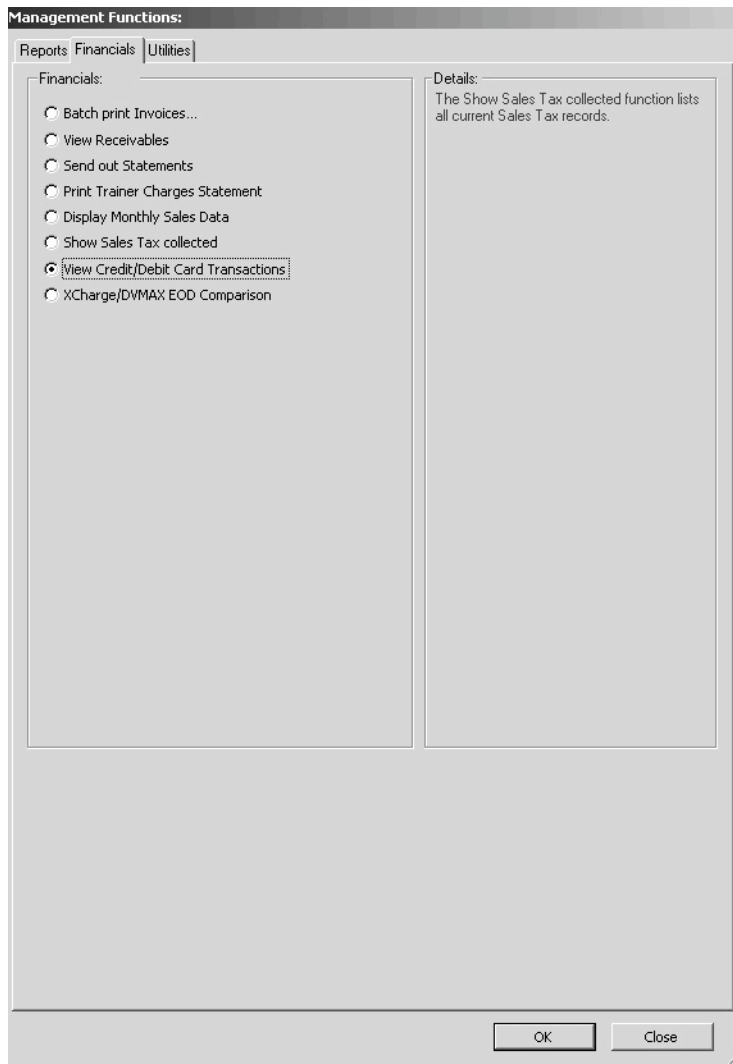 Management Functions:
Reports Financials Utilities
Financials:
Batch print Invoices...
View Receivables
Send out Statements
Print Trainer Charges Statement
Display Monthly Sales Data
Show Sales Tax collected
View Credit/Debit Card Transactions
XCharge/DVMAX EOD Comparison
Details:
The Show Sales Tax collected function lists
all current Sales Tax records.
OK Close